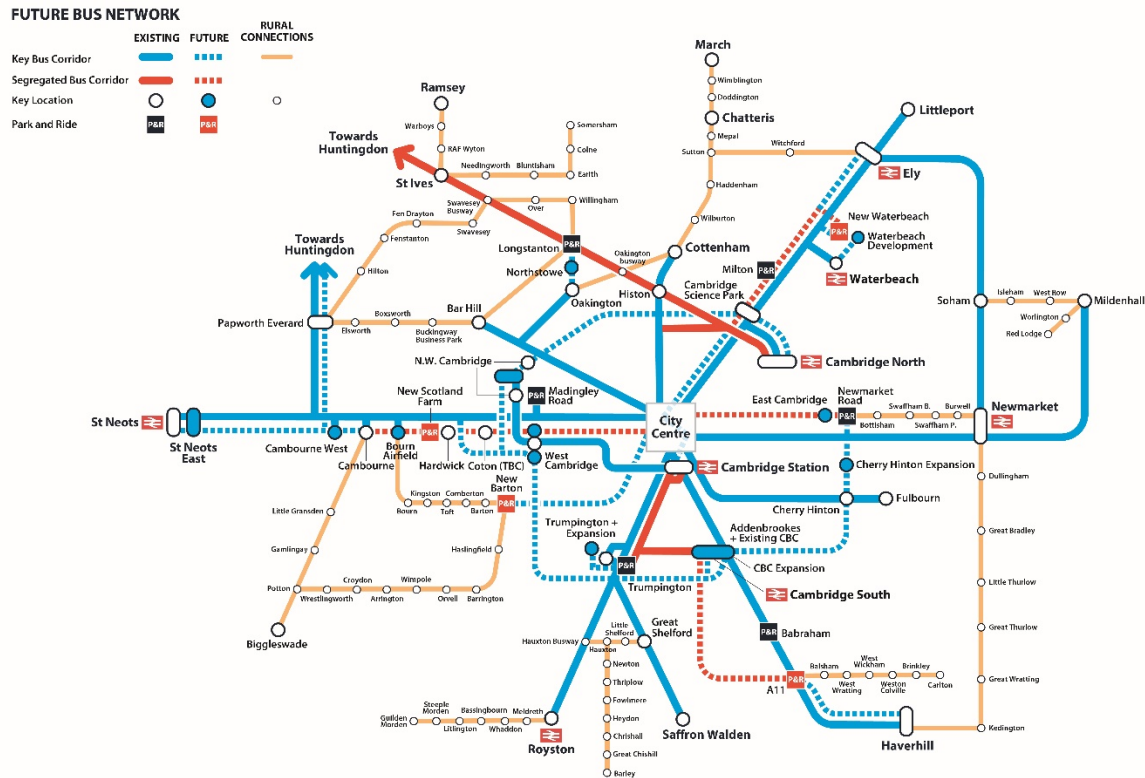 FUTURE BUS NETWORK
EXISTING
FUTURE
RURAL
CONNECTIONS
Key Bus Corridor
Segregated Bus Corridor
Key Location
Park and Ride
P&R
P&R
March
Wimblington
Doddington
Chatteris
Mepal
Sutton
Witchford
Haddenham
Wilburton
Cottenham
Littleport
Ely
Ramsey
Warboys
RAF Wyton
St Ives
Needingworth
Bluntsham
Earith
Colne
Somersham
Towards
Huntingdon
Swavesey
Busway
Over
Willingham
Swavesey
Fen Drayton
Fenstanton
Hilton
Longstanton
P&R
Northstowe
Oakington
Oakington
busway
Histon
Towards
Huntingdon
Papworth Everard
Elsworth
Boxsworth
Buckingway
Business Park
Bar Hill
Milton
P&R
Cambridge
Science Park
P&R
New Waterbeach
Waterbeach
Development
Waterbeach
Cambridge North
Soham
Isleham
West Row
Mildenhall
Worlington
Red Lodge
N.W. Cambridge
P&R
Madingley
Road
City
Centre
East Cambridge
Newmarket
Road
P&R
Bottisham
Swaffham B.
Swaffham P.
Burwell
Newmarket
St Neots
St Neots
East
Cambourne West
Cambourne
Bourn
Airfield
New Scotland
Farm
P&R
Hardwick
Coton (TBC)
West
Cambridge
Cambridge Station
Cherry Hinton Expansion
Cherry Hinton
Fulbourn
New
Barton
P&R
Bourn
Kingston
Toft
Comberton
Barton
Haslingfield
Little Gransden
Gamlingay
Potton
Wrestlingworth
Croydon
Arrington
Wimpole
Orrell
Barrington
Biggleswade
Trumpington +
Expansion
P&R
Trumpington
Addenbrookes
+ Existing CBC
CBC Expansion
Cambridge South
P&R
Babraham
P&R
A11
Balsham
West
Wratting
West
Wickham
Weston
Colville
Brinkley
Carlton
Haverhill
Kedington
Great Wratting
Great Thurlow
Little Thurlow
Great Bradley
Dullingham
Hauxton Busway
Hauxton
Little
Shelford
Great
Shelford
Newton
Thriplow
Fowlmere
Heydon
Chrishall
Great Chishill
Barley
Saffron Walden
Royston
Meldreth
Whaddon
Bassingbourn
Litlington
Steeple
Morden
Guilden
Morden